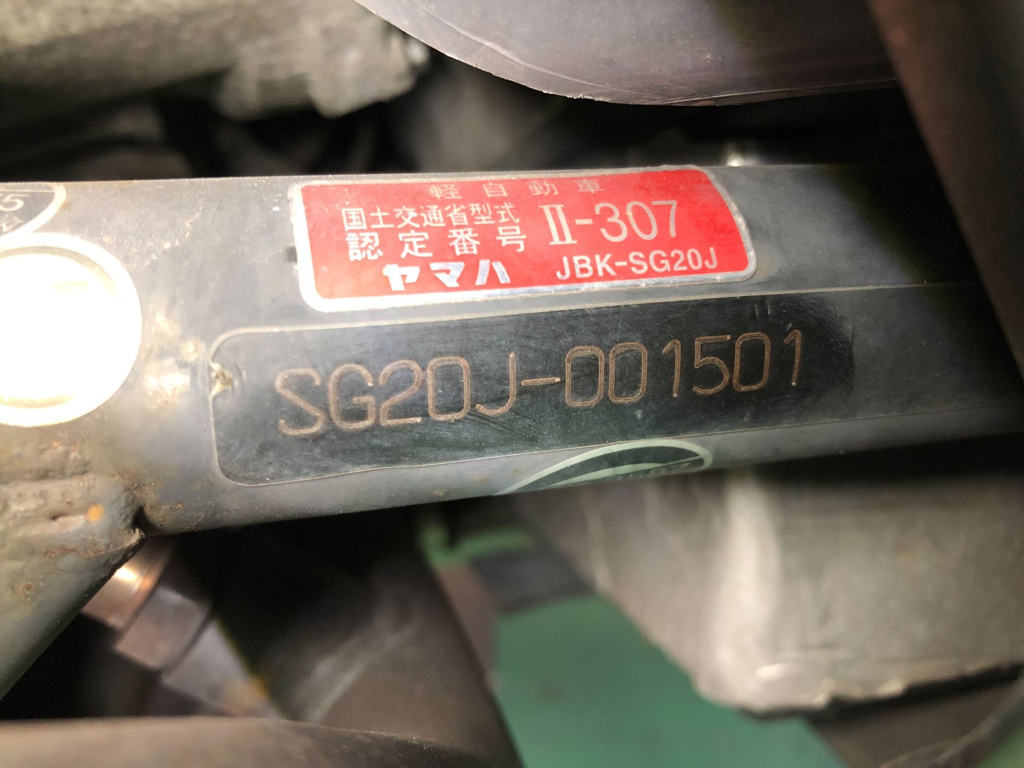 軽自動車
国土交通省型式
認定番号
II-307
ヤマハ
JBK-SG20J
SG20J-001501